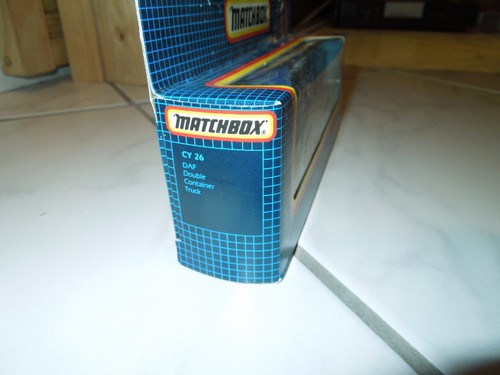 MATCHBOX
MATCHBOX®
CY 26
DAF
Double
Container
Truck